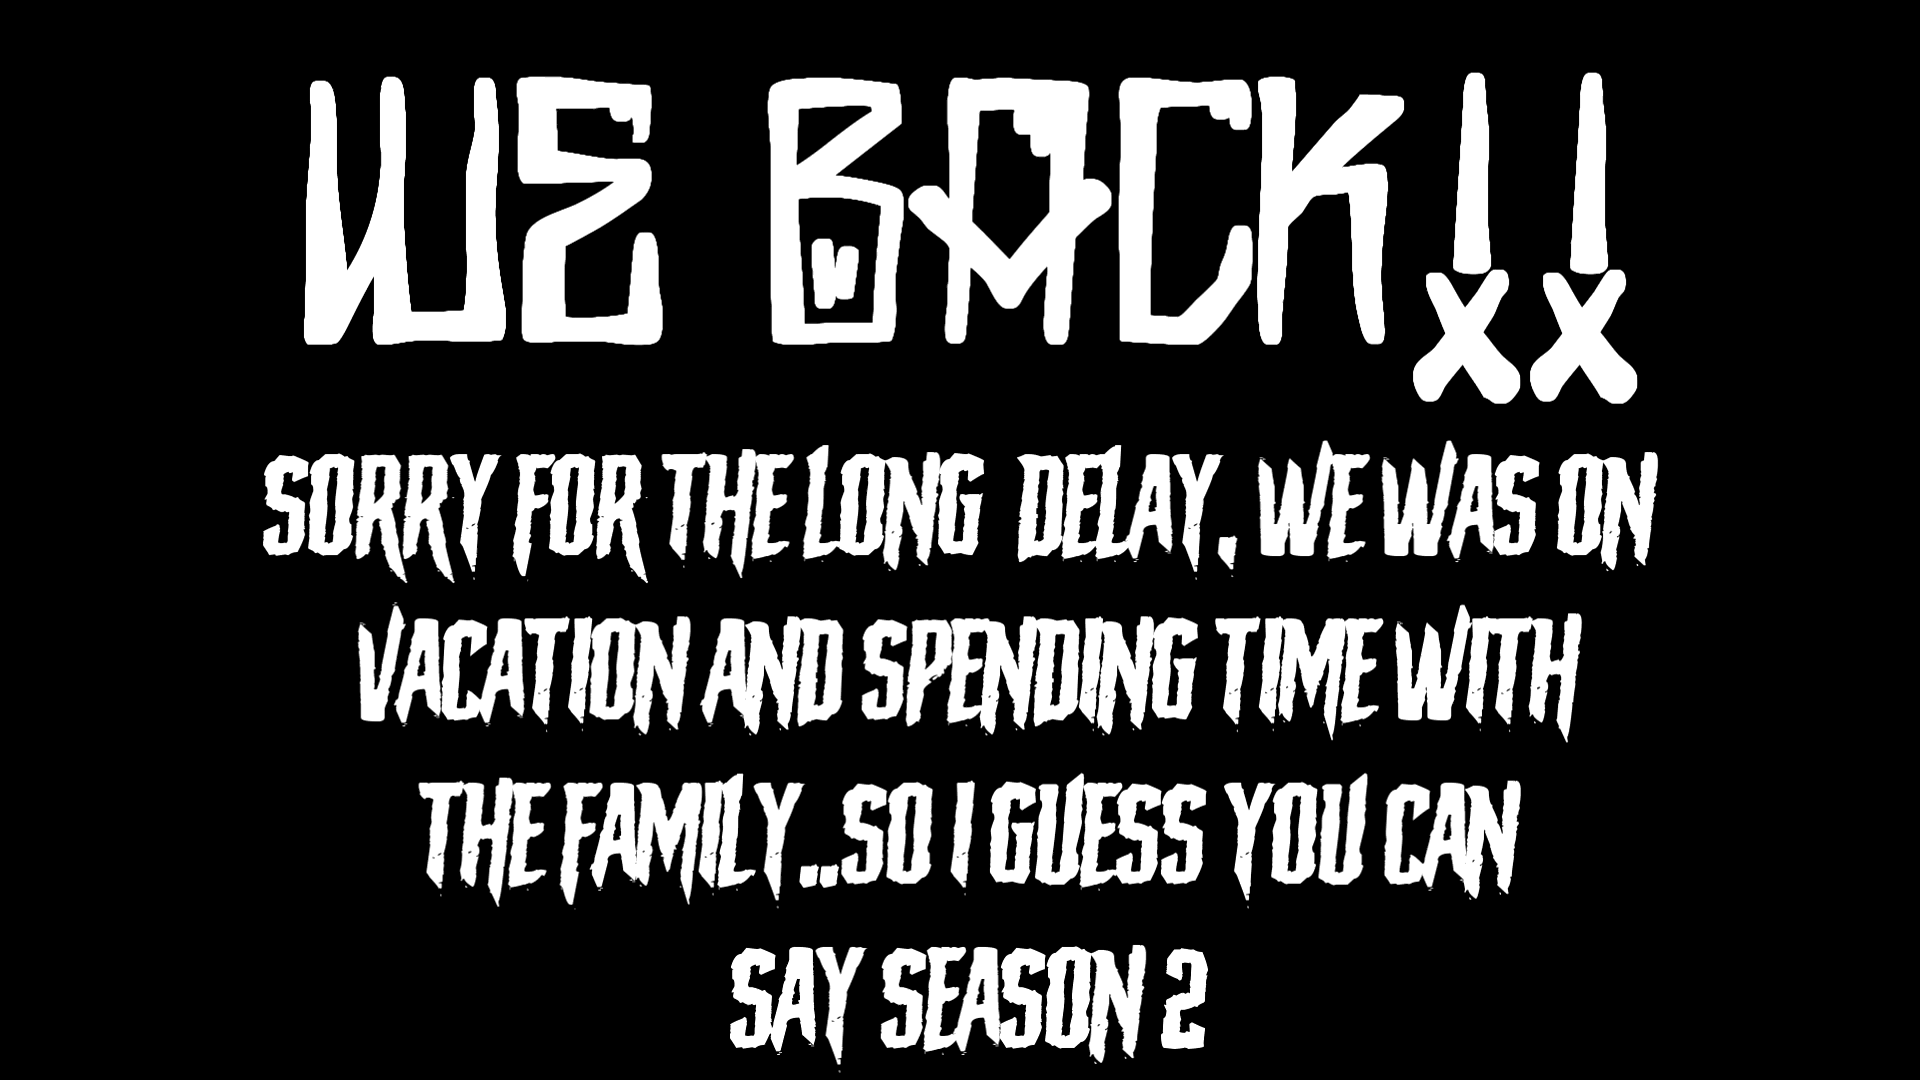 WE BACK!!
SORRY FOR THE LONG DELAY, WE WAS ON
VACATION AND SPENDING TIME WITH
THE FAMILY..SO I GUESS YOU CAN
SAY SEASON 2